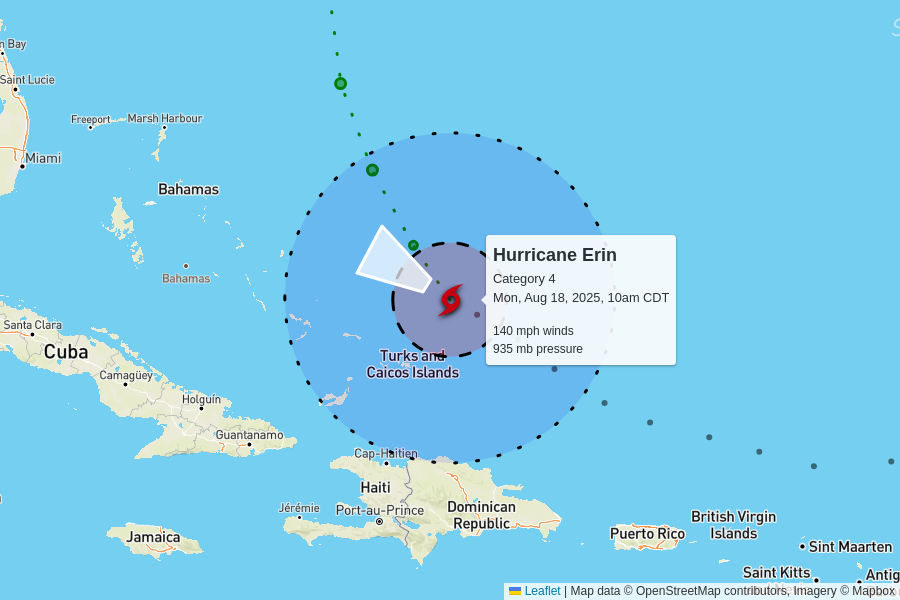 Bay
Saint Lucie
Freeport
Marsh Harbour
Miami
Bahamas
Bahamas
Hurricane Erin
Category 4
Mon, Aug 18, 2025, 10am CDT
140 mph winds
935 mb pressure
Santa Clara
Cuba
Camagüey
Holguín
Guantanamo
Turks and
Caicos Islands
Cap-Haïtien
Haiti
Jérémie
Port-au-Prince
Dominican
Republic
Jamaica
Puerto Rico
British Virgin
Islands
Sint Maarten
Saint Kitts
Antig
Leaflet | Map data © OpenStreetMap contributors, Imagery © Mapbox